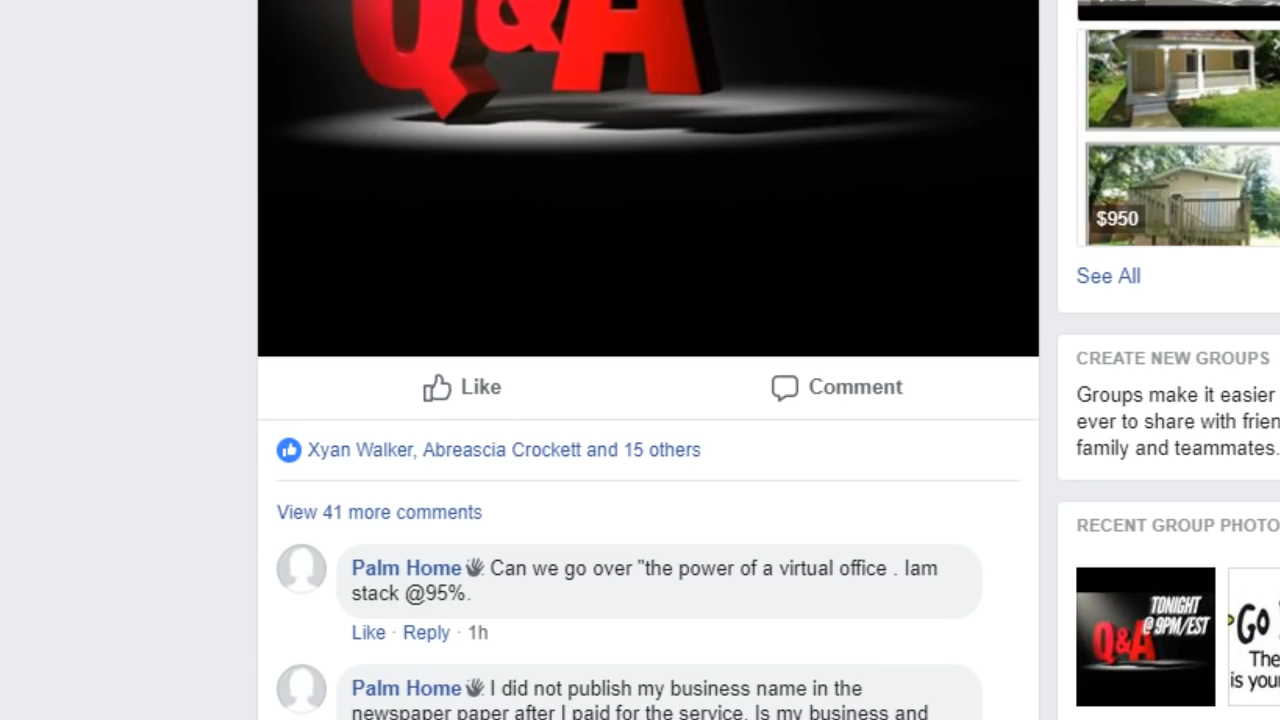 Q&A
$950
See All
Like
Comment
CREATE NEW GROUPS
Groups make it easier
ever to share with frien
family and teammates.
Xyan Walker, Abreascia Crockett and 15 others
View 41 more comments
Palm Home Can we go over "the power of a virtual office . Iam
stack @95%.
Like · Reply · 1h
Palm Home I did not publish my business name in the
newspaper paper after I paid for the service. Is my business and
RECENT GROUP PHOTO
TONIGHT
@ 9PM/EST
Q&A
Go
The
is your